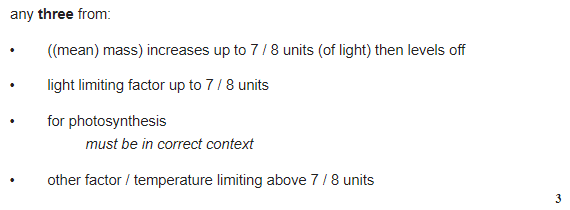 any three from:
• ((mean) mass) increases up to 7 / 8 units (of light) then levels off
• light limiting factor up to 7 / 8 units
• for photosynthesis
must be in correct context
• other factor / temperature limiting above 7 / 8 units
3